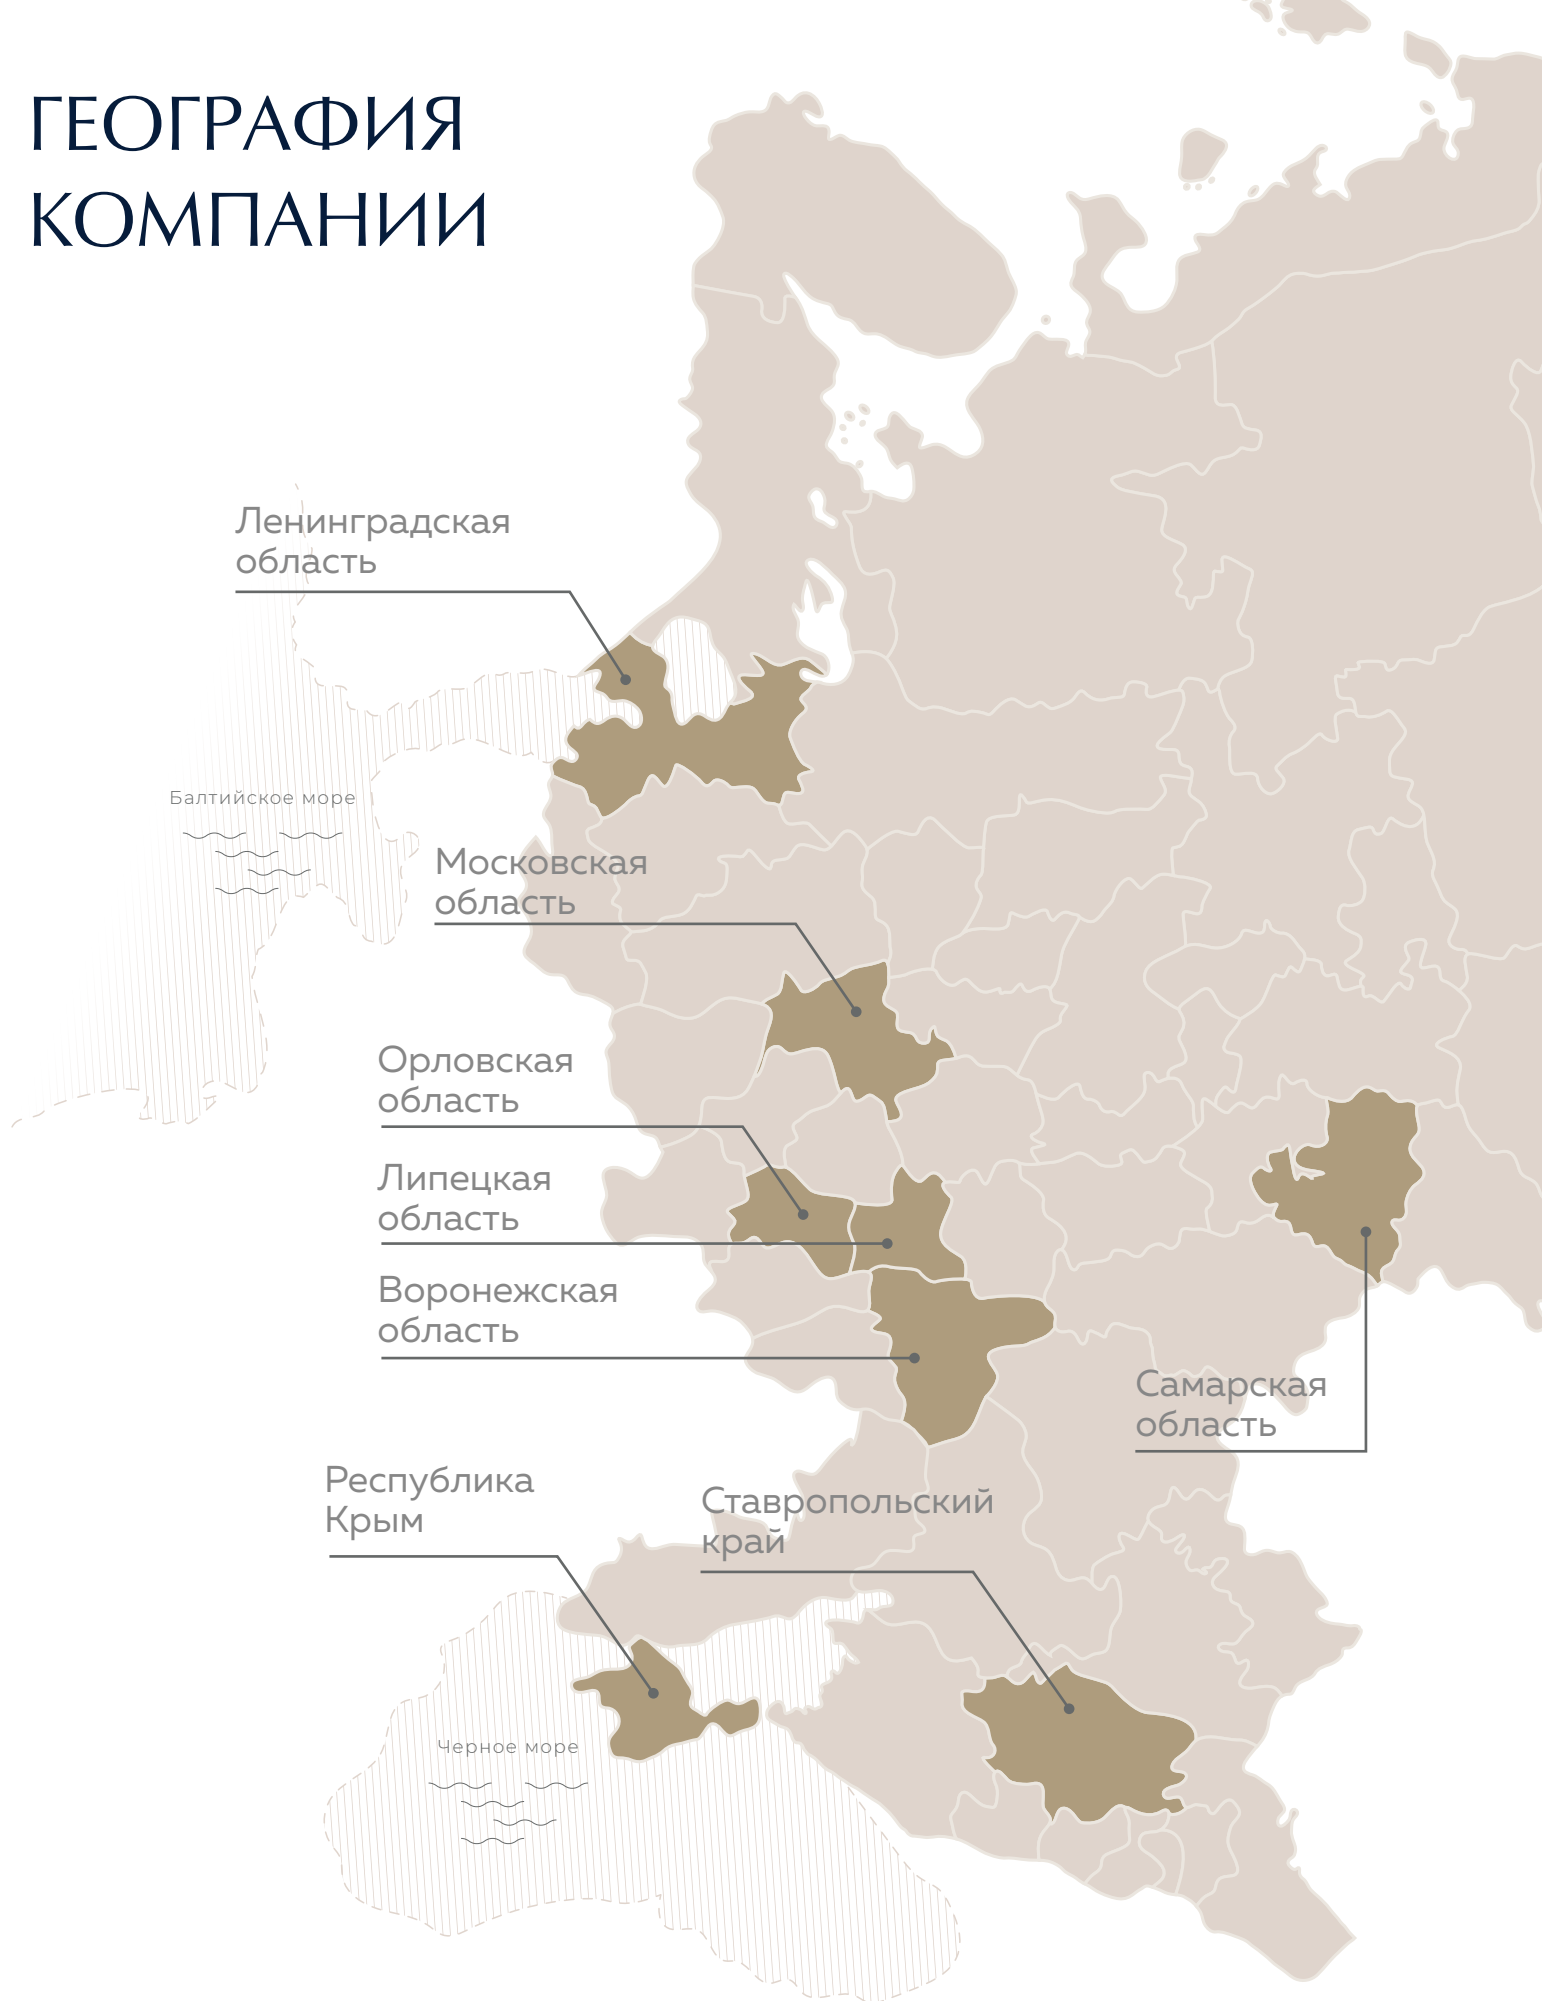 ГЕОГРАФИЯ
КОМПАНИИ
Ленинградская
область
Балтийское море
Московская
область
Орловская
область
Липецкая
область
Воронежская
область
Самарская
область
Республика
Крым
Ставропольский
край
Черное море